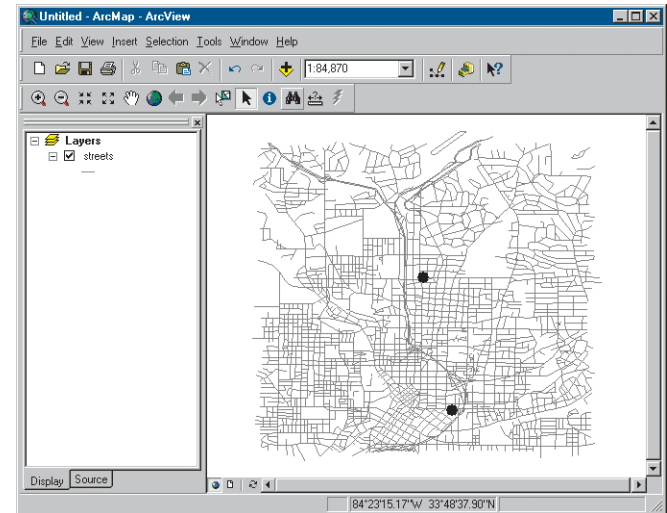 Untitled - ArcMap - ArcView
File Edit View Insert Selection Tools Window Help
1:84,870
Layers
streets
Display Source
84°23'15.17"W 33°48'37.90"N